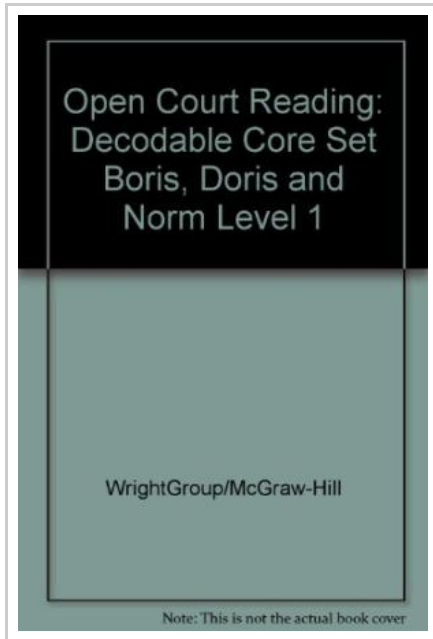 Open Court Reading:
Decodable Core Set
Boris, Doris and
Norm Level 1
WrightGroup/McGraw-Hill
Note: This is not the actual book cover